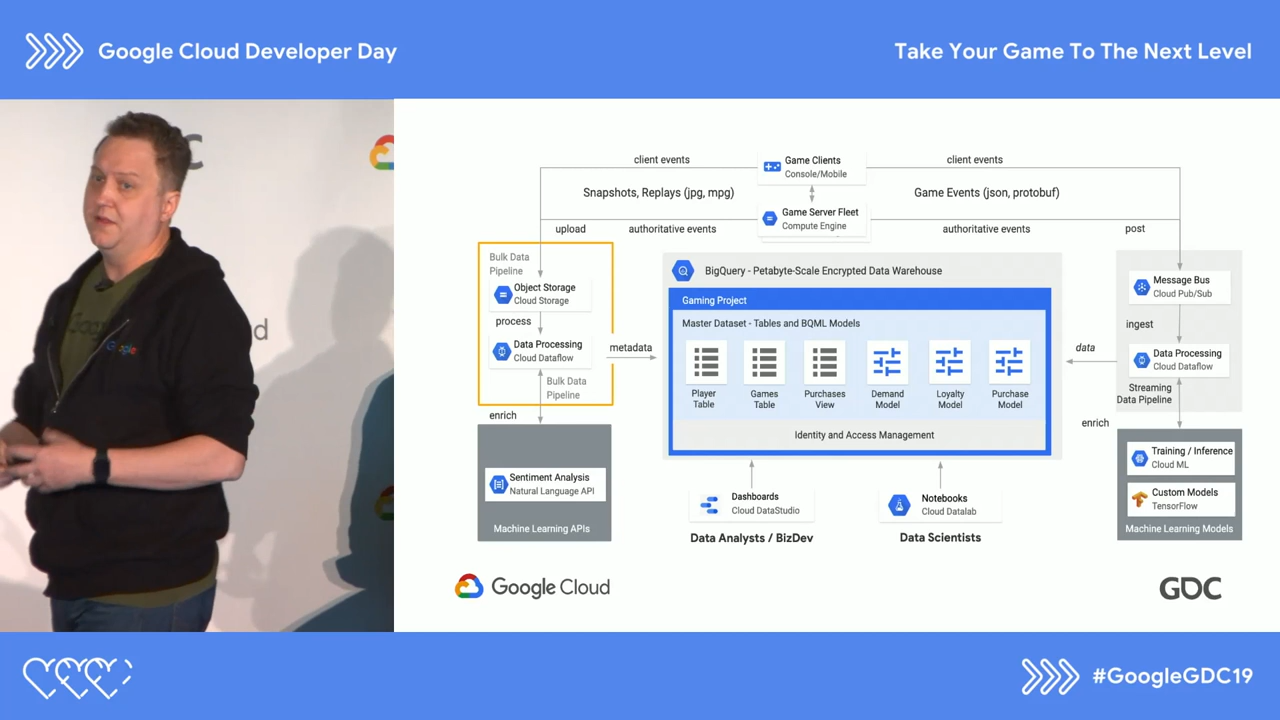 Google Cloud Developer Day
Take Your Game To The Next Level
client events
Game Clients
Console/Mobile
client events
Snapshots, Replays (jpg, mpg)
Game Events (json, protobuf)
Game Server Fleet
Compute Engine
upload
authoritative events
authoritative events
post
Bulk Data
Pipeline
Object Storage
Cloud Storage
process
Data Processing
Cloud Dataflow
Bulk Data
Pipeline
metadata
enrich
Sentiment Analysis
Natural Language API
Machine Learning APIs
BigQuery - Petabyte-Scale Encrypted Data Warehouse
Gaming Project
Master Dataset - Tables and BQML Models
Player
Table
Games
Table
Purchases
View
Demand
Model
Loyalty
Model
Purchase
Model
Identity and Access Management
Dashboards
Cloud DataStudio
Data Analysts / BizDev
Notebooks
Cloud Datalab
Data Scientists
Message Bus
Cloud Pub/Sub
ingest
data
Data Processing
Cloud Dataflow
Streaming
Data Pipeline
enrich
Training / Inference
Cloud ML
Custom Models
TensorFlow
Machine Learning Models
Google Cloud
GDC
Google
#GoogleGDC19